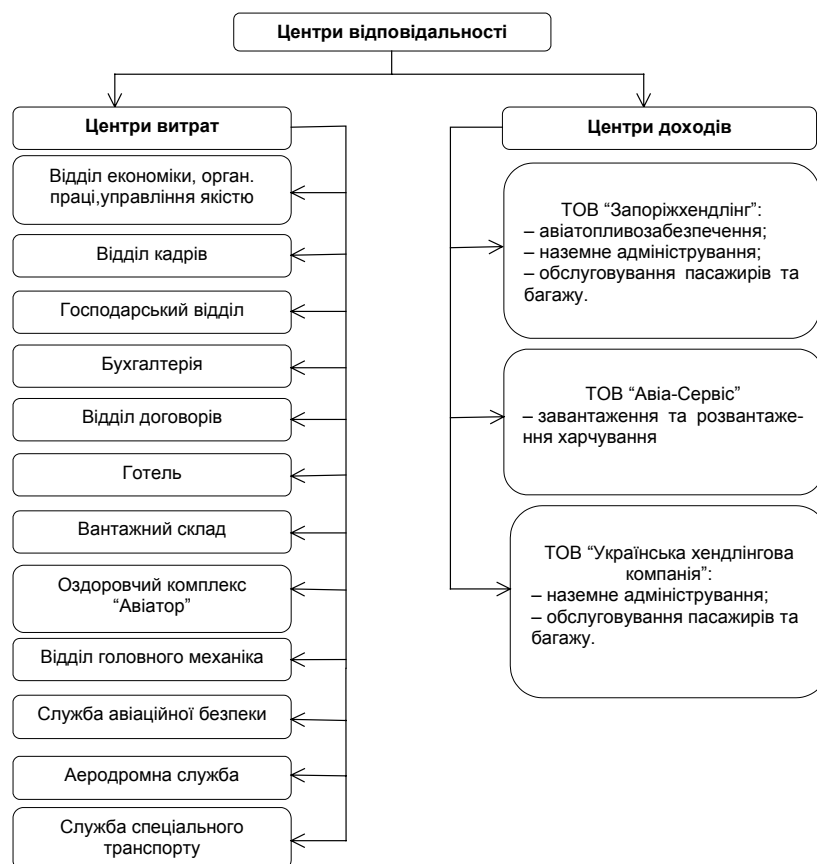 Центри відповідальності
Центри витрат
Відділ економіки, орган.
праці,управління якістю
Відділ кадрів
Господарський відділ
Бухгалтерія
Відділ договорів
Готель
Вантажний склад
Оздоровчий комплекс
“Авіатор”
Відділ головного механіка
Служба авіаційної безпеки
Аеродромна служба
Служба спеціального
транспорту
Центри доходів
ТОВ “Запоріжхендлінг”:
– авіатопливозабезпечення;
– наземне адміністрування;
– обслуговування пасажирів та
багажу.
ТОВ “Авіа-Сервіс”
– завантаження та розвантаже-
ння харчування
ТОВ “Українська хендлінгова
компанія”:
– наземне адміністрування;
– обслуговування пасажирів та
багажу.